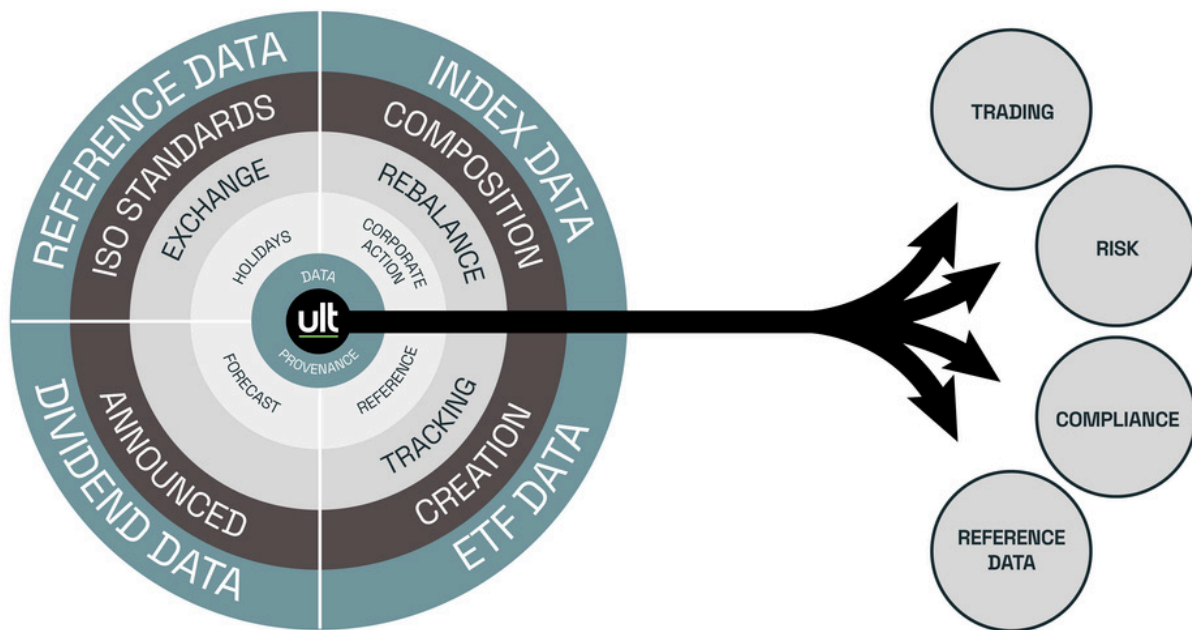 REFERENCE DATA
INDEX DATA
ISO STANDARDS
COMPOSITION
EXCHANGE
REBALANCE
HOLIDAYS
CORPORATE
ACTION
DATA
ult
PROVENANCE
FORECAST
REFERENCE
TRACKING
ANNOUNCED
CREATION
DIVIDEND DATA
ETF DATA
TRADING
RISK
COMPLIANCE
REFERENCE
DATA